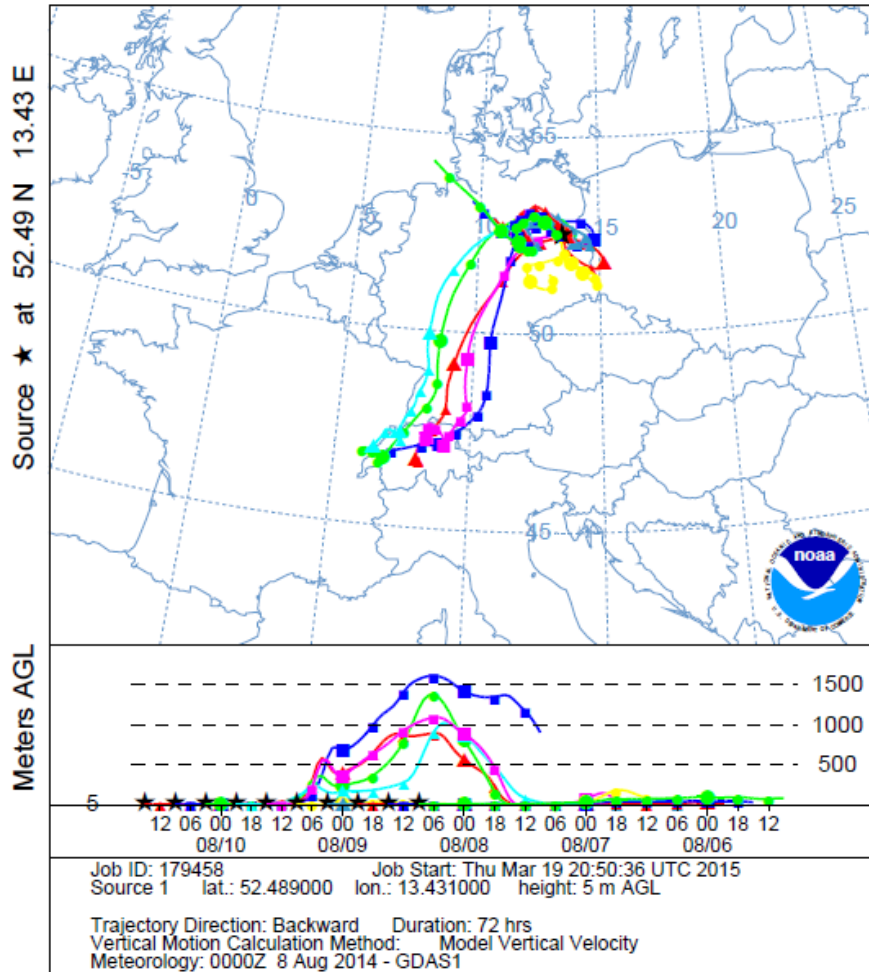 Source ★ at 52.49 N 13.43 E
55
0
5
10
15
20
25
50
45
noaa
Meters AGL
1500
1000
500
5
12 06 00 18 12 06 00 18 12 06 00 18 12 06 00 18 12 06 00 18 12
08/10 08/09 08/08 08/07 08/06
Job ID: 179458 Job Start: Thu Mar 19 20:50:36 UTC 2015
Source 1 lat.: 52.489000 lon.: 13.431000 height: 5 m AGL
Trajectory Direction: Backward Duration: 72 hrs
Vertical Motion Calculation Method: Model Vertical Velocity
Meteorology: 0000Z 8 Aug 2014 - GDAS1